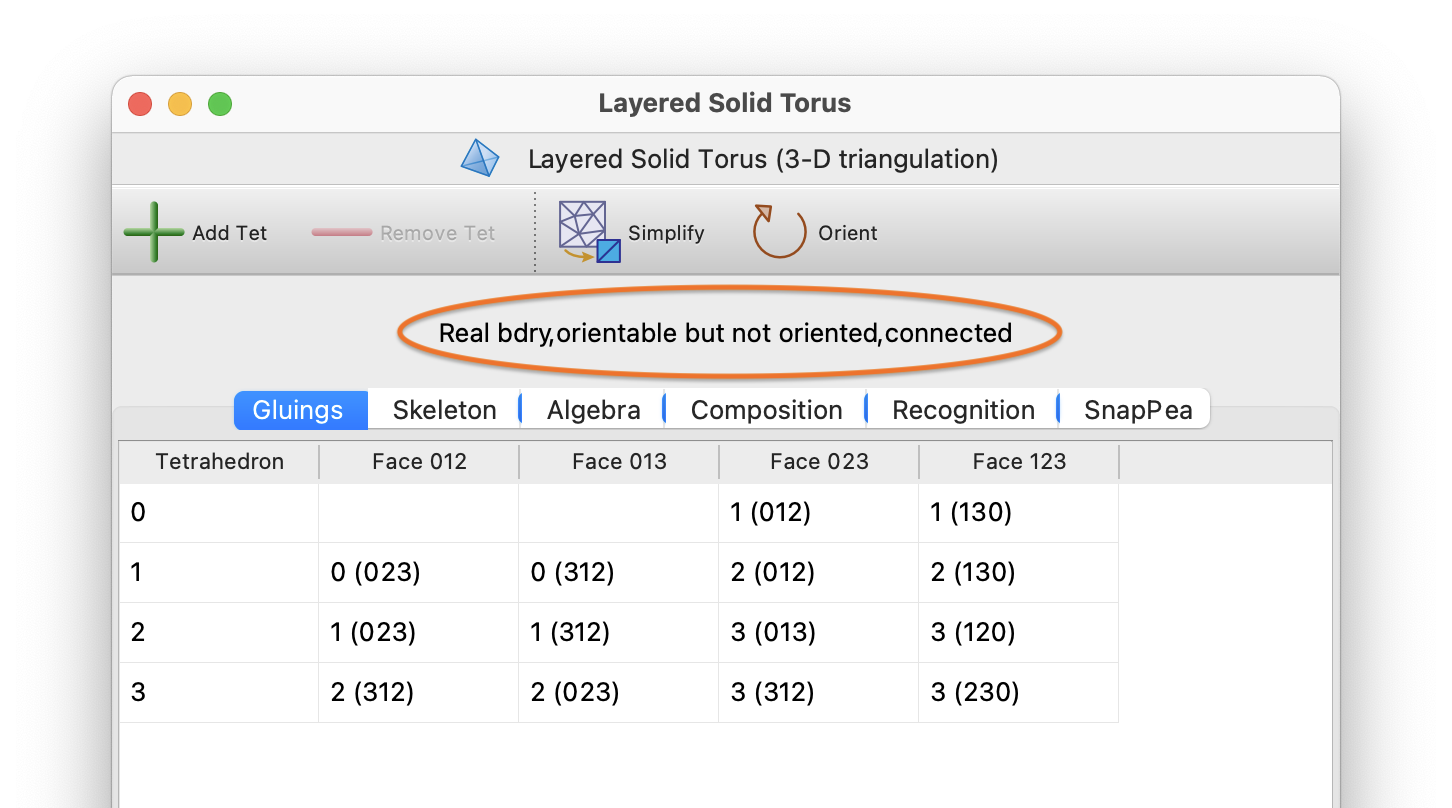 Layered Solid Torus
Layered Solid Torus (3-D triangulation)
Add Tet Remove Tet Simplify Orient
Real bdry,orientable but not oriented,connected
Gluings Skeleton Algebra Composition Recognition SnapPea
Tetrahedron Face 012 Face 013 Face 023 Face 123
0 1 (012) 1 (130)
1 0 (023) 0 (312) 2 (012) 2 (130)
2 1 (023) 1 (312) 3 (013) 3 (120)
3 2 (312) 2 (023) 3 (312) 3 (230)